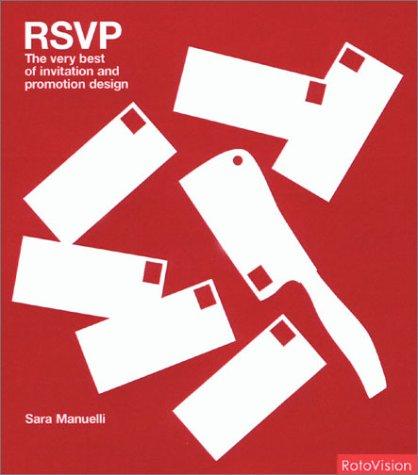 RSVP
The very best
of invitation and
promotion design
Sara Manuelli
RotoVision